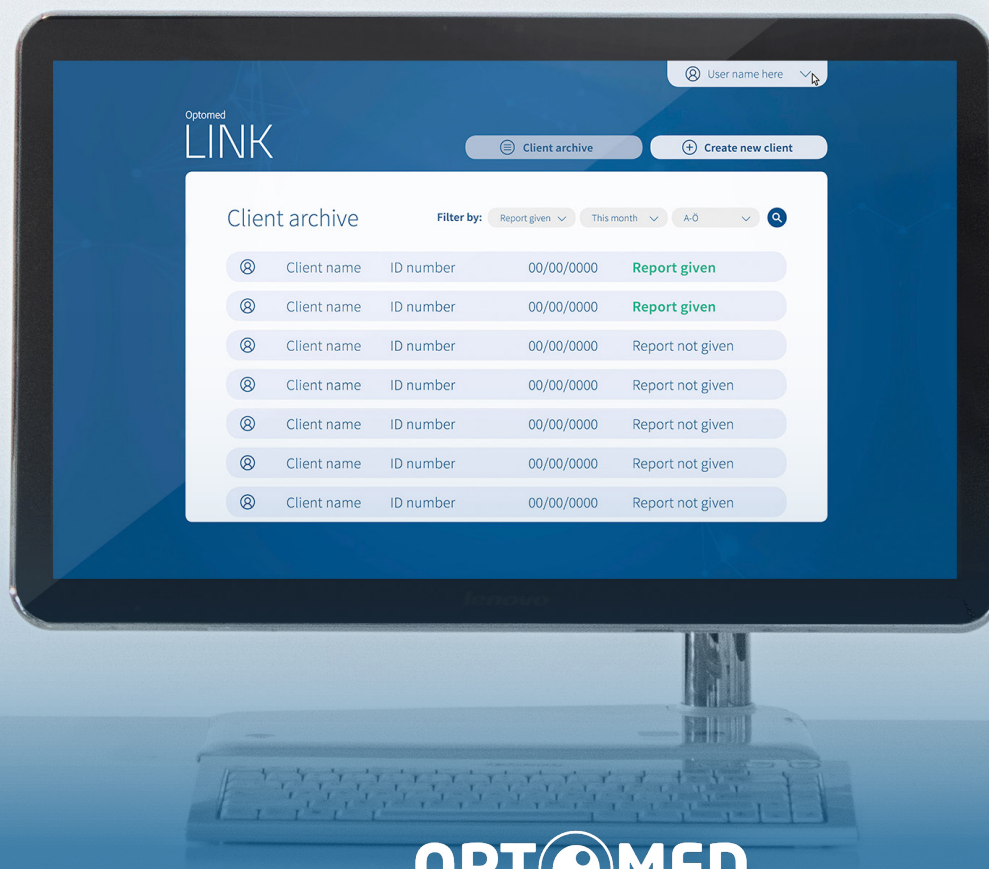 User name here
Optomed
LINK
Client archive
Create new client
Client archive
Filter by: Report given This month A-Ö
Client name ID number 00/00/0000 Report given
Client name ID number 00/00/0000 Report given
Client name ID number 00/00/0000 Report not given
Client name ID number 00/00/0000 Report not given
Client name ID number 00/00/0000 Report not given
Client name ID number 00/00/0000 Report not given
Client name ID number 00/00/0000 Report not given
lenovo
OPTOMED